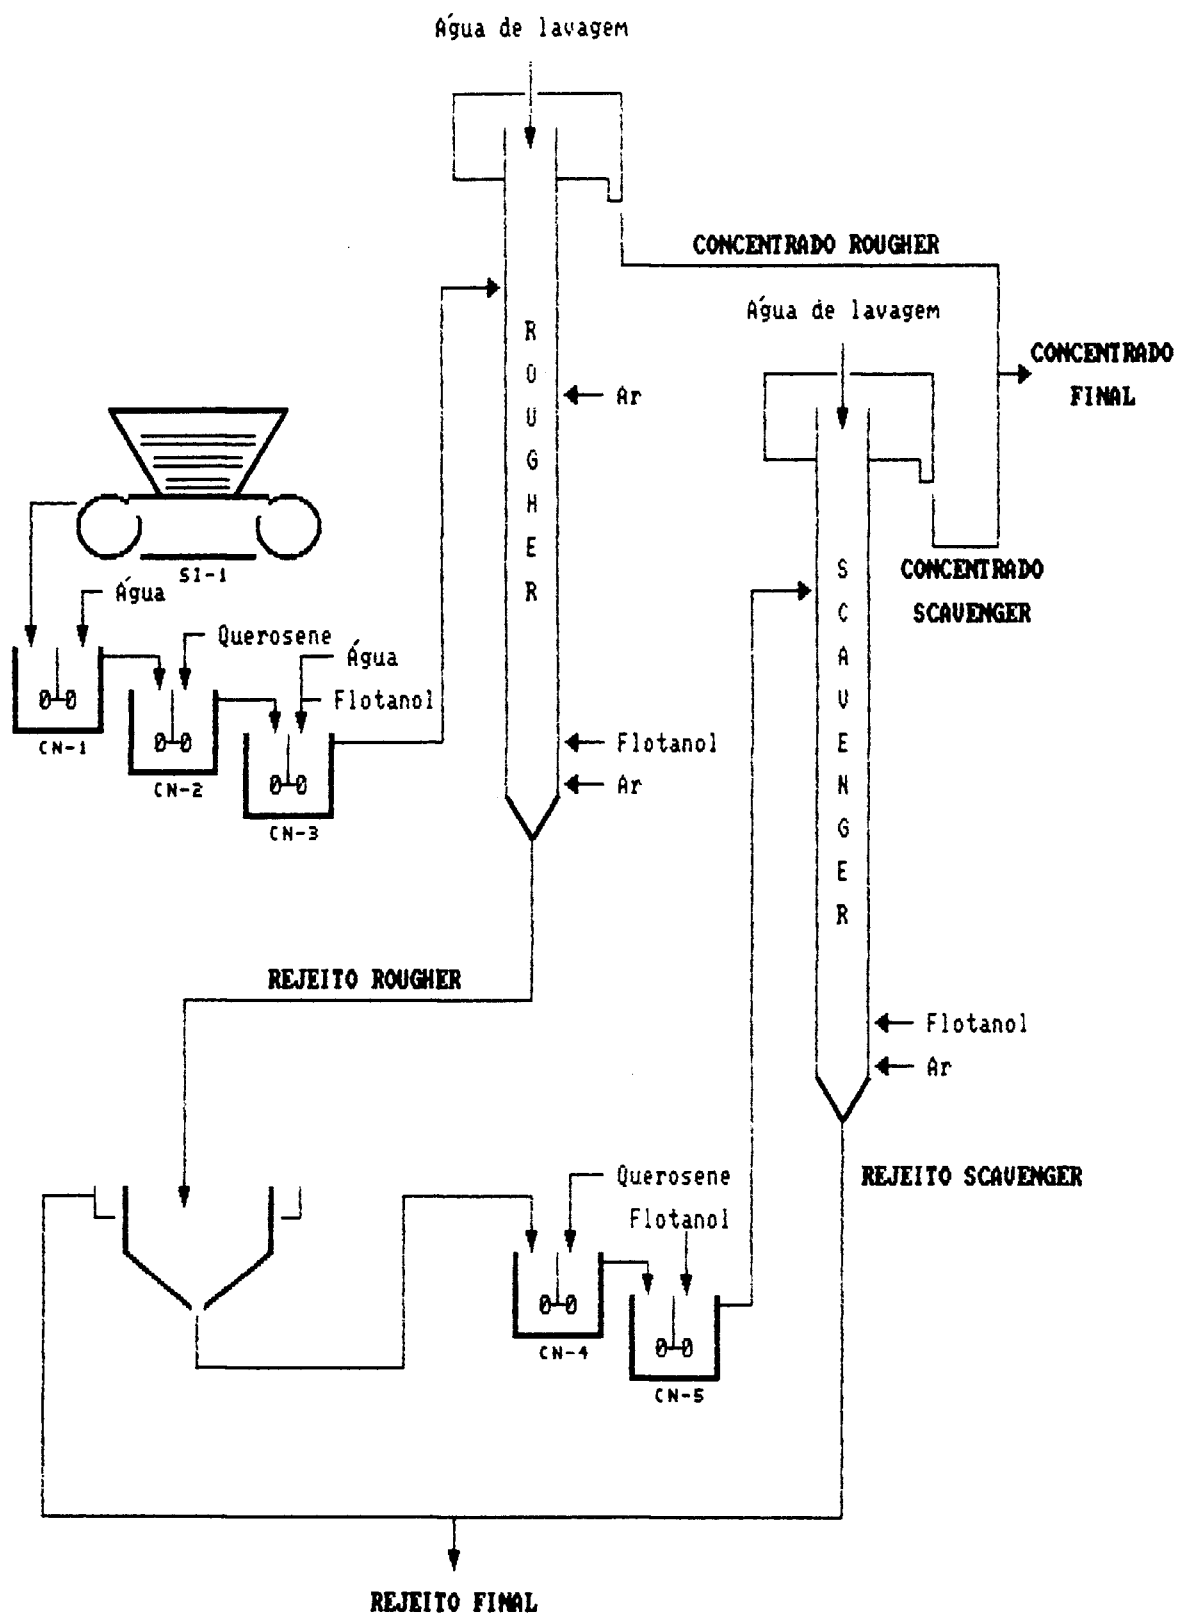 Água de lavagem
CONCENTRADO ROUGHER
Água de lavagem
CONCENTRADO
FINAL
ROUGHER
Ar
SI-1
Água
Querosene
Água
Flotanol
CN-1
CN-2
CN-3
Flotanol
Ar
SCAVENGER
CONCENTRADO
SCAVENGER
REJEITO ROUGHER
Flotanol
Ar
REJEITO SCAVENGER
Querosene
Flotanol
CN-4
CN-5
REJEITO FINAL